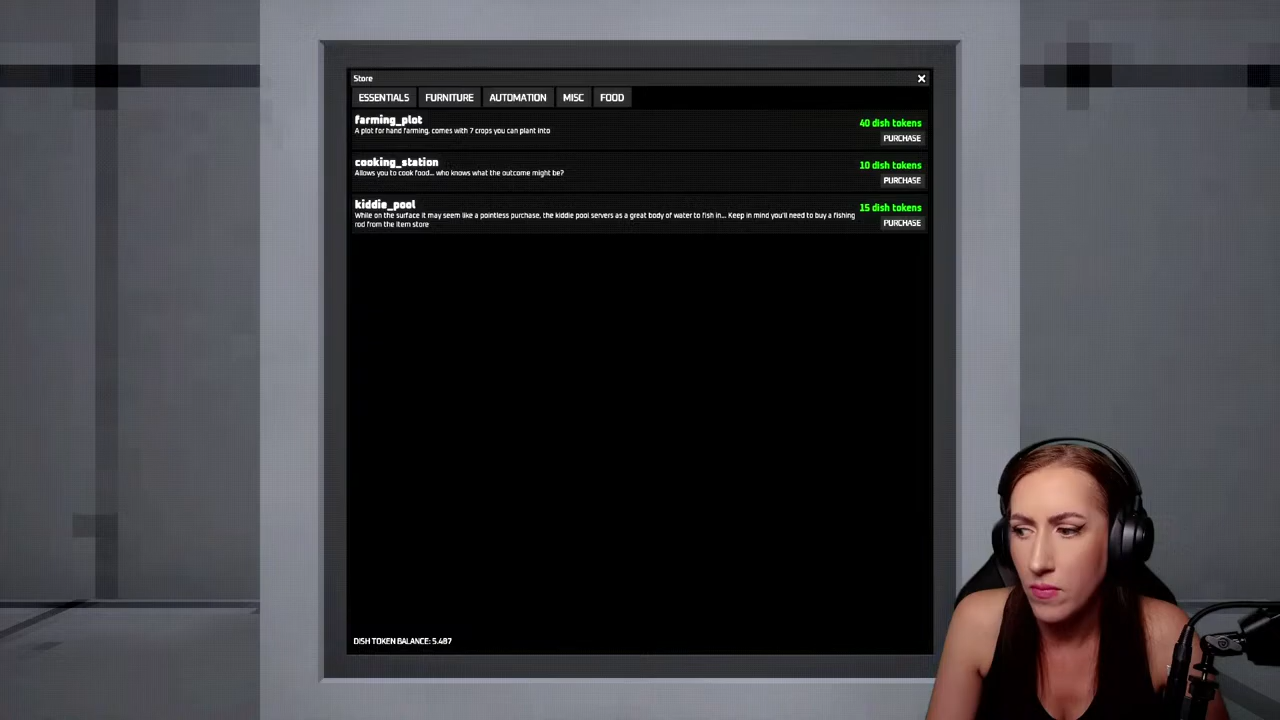 Store
ESSENTIALS FURNITURE AUTOMATION MISC FOOD
farming_plot
A plot for hand farming, comes with 7 crops you can plant into
40 dish tokens
PURCHASE
cooking_station
Allows you to cook food... who knows what the outcome might be?
10 dish tokens
PURCHASE
kiddie_pool
While on the surface it may seem like a pointless purchase, the kiddie pool servers as a great body of water to fish in... Keep in mind you'll need to buy a fishing
rod from the item store
15 dish tokens
PURCHASE
DISH TOKEN BALANCE: 5.487